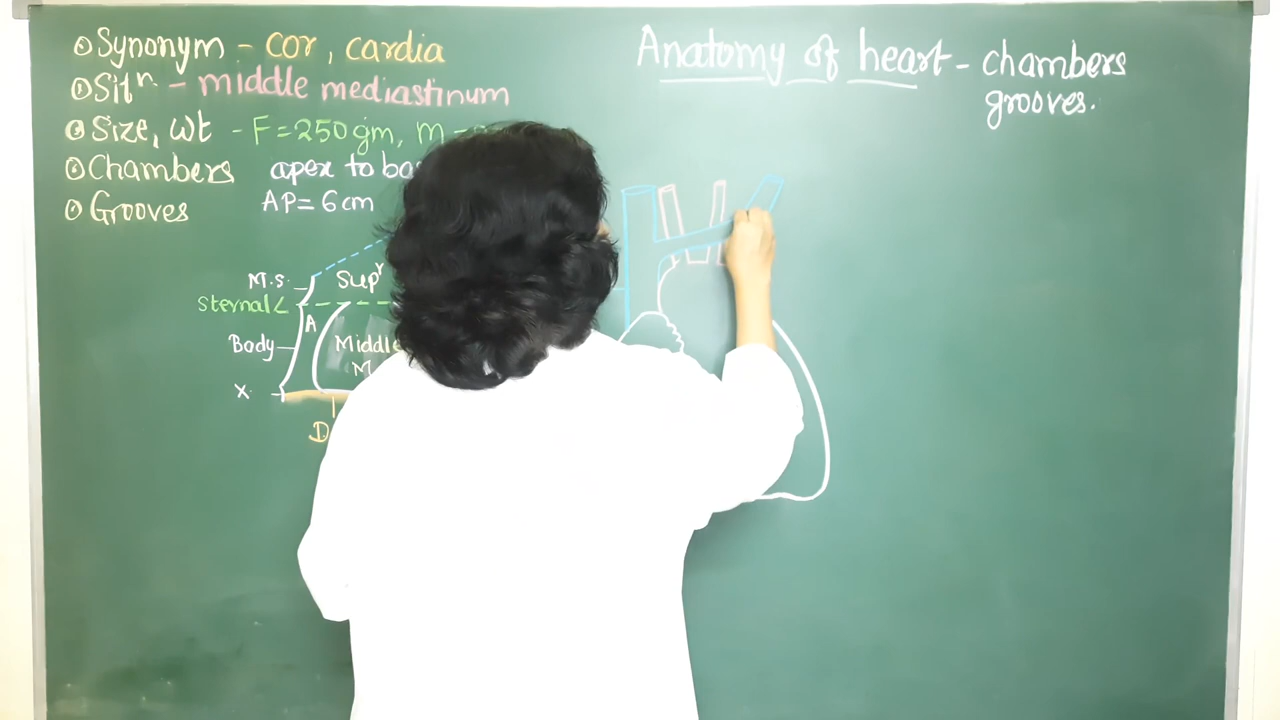 Synonym - cor, cardia
Sitⁿ - middle mediastinum
Size, wt - F=250gm, m -
Chambers apex to
Grooves AP=6cm
Anatomy of heart - chambers
grooves.
M.S.
Supʳ
Sternal∠
A
Body
Middle
M
X
D